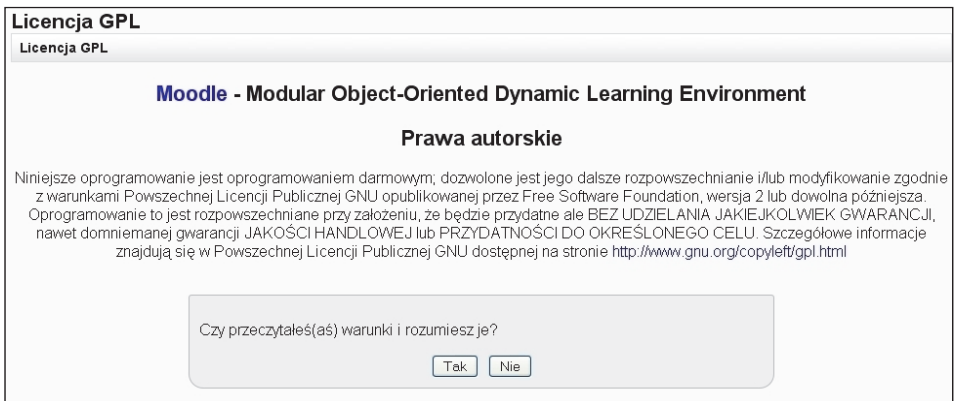 Licencja GPL
Licencja GPL
Moodle - Modular Object-Oriented Dynamic Learning Environment
Prawa autorskie
Niniejsze oprogramowanie jest oprogramowaniem darmowym; dozwolone jest jego dalsze rozpowszechnianie i/lub modyfikowanie zgodnie
z warunkami Powszechnej Licencji Publicznej GNU opublikowanej przez Free Software Foundation, wersja 2 lub dowolna późniejsza.
Oprogramowanie to jest rozpowszechniane przy założeniu, że będzie przydatne ale BEZ UDZIELANIA JAKIEJKOLWIEK GWARANCJI,
nawet domniemanej gwarancji JAKOŚCI HANDLOWEJ lub PRZYDATNOŚCI DO OKREŚLONEGO CELU. Szczegółowe informacje
znajdują się w Powszechnej Licencji Publicznej GNU dostępnej na stronie http://www.gnu.org/copyleft/gpl.html
Czy przeczytałeś(aś) warunki i rozumiesz je?
Tak Nie